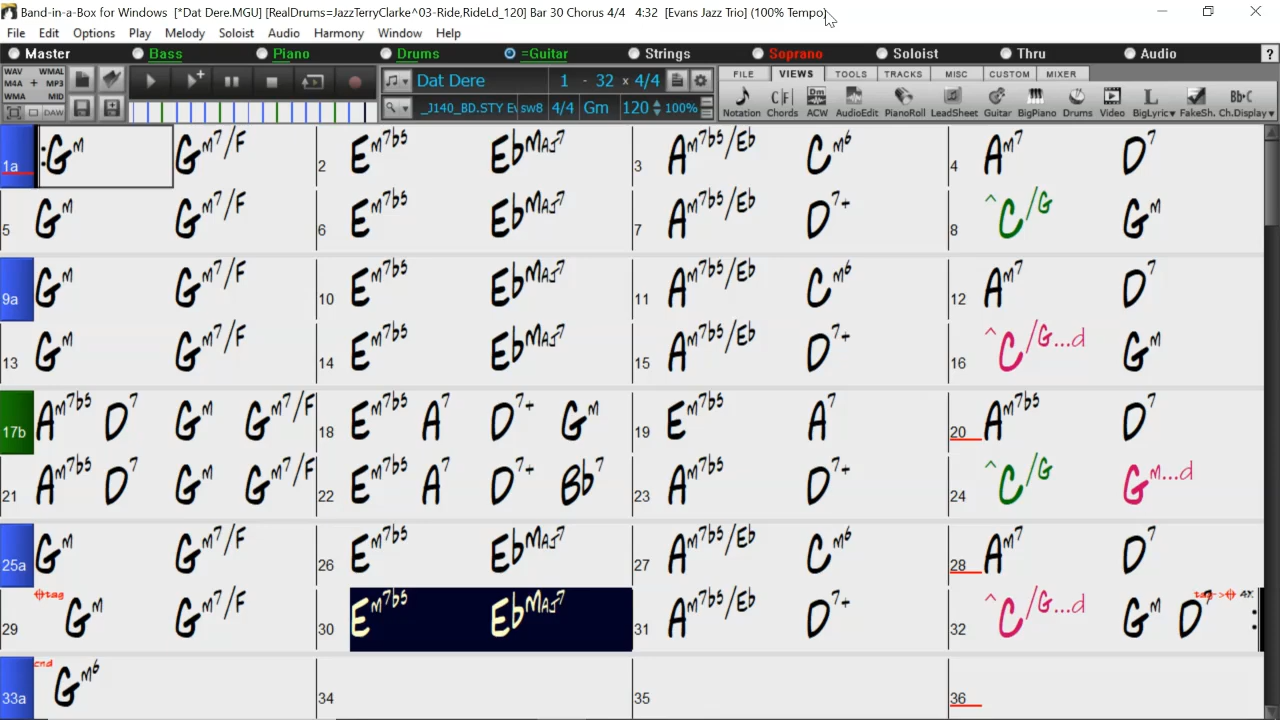 Band-in-a-Box for Windows [*Dat Dere.MGU] [RealDrums=JazzTerryClarke^03-Ride,RideLd_120] Bar 30 Chorus 4/4 4:32 [Evans Jazz Trio] (100% Tempo)
File Edit Options Play Melody Soloist Audio Harmony Window Help
Master Bass Piano Drums =Guitar Strings Soprano Soloist Thru Audio ?
WAV WMAL
M4A + MP3
WMA MID
DAW
Dat Dere 1 - 32 x 4/4
_J140_BD.STY sw8 4/4 Gm 120 100%
FILE VIEWS TOOLS TRACKS MISC CUSTOM MIXER
Notation Chords ACW AudioEdit PianoRoll LeadSheet Guitar BigPiano Drums Video BigLyric FakeSh. Ch.Display
1a :Gm Gm7/F 2 Em7b5 EbMaj7 3 Am7b5/Eb Cm6 4 Am7 D7
5 Gm Gm7/F 6 Em7b5 EbMaj7 7 Am7b5/Eb D7+ 8 ^C/G Gm
9a Gm Gm7/F 10 Em7b5 EbMaj7 11 Am7b5/Eb Cm6 12 Am7 D7
13 Gm Gm7/F 14 Em7b5 EbMaj7 15 Am7b5/Eb D7+ 16 ^C/G...d Gm
17b Am7b5 D7 Gm Gm7/F 18 Em7b5 A7 D7+ Gm 19 Em7b5 A7 20 Am7b5 D7
21 Am7b5 D7 Gm Gm7/F 22 Em7b5 A7 D7+ Bb7 23 Am7b5 D7+ 24 ^C/G Gm...d
25a Gm Gm7/F 26 Em7b5 EbMaj7 27 Am7b5/Eb Cm6 28 Am7 D7
tag tag-> 4X
29 Gm Gm7/F 30 Em7b5 EbMaj7 31 Am7b5/Eb D7+ 32 ^C/G...d Gm D7 :
end
33a Gm6 34 35 36